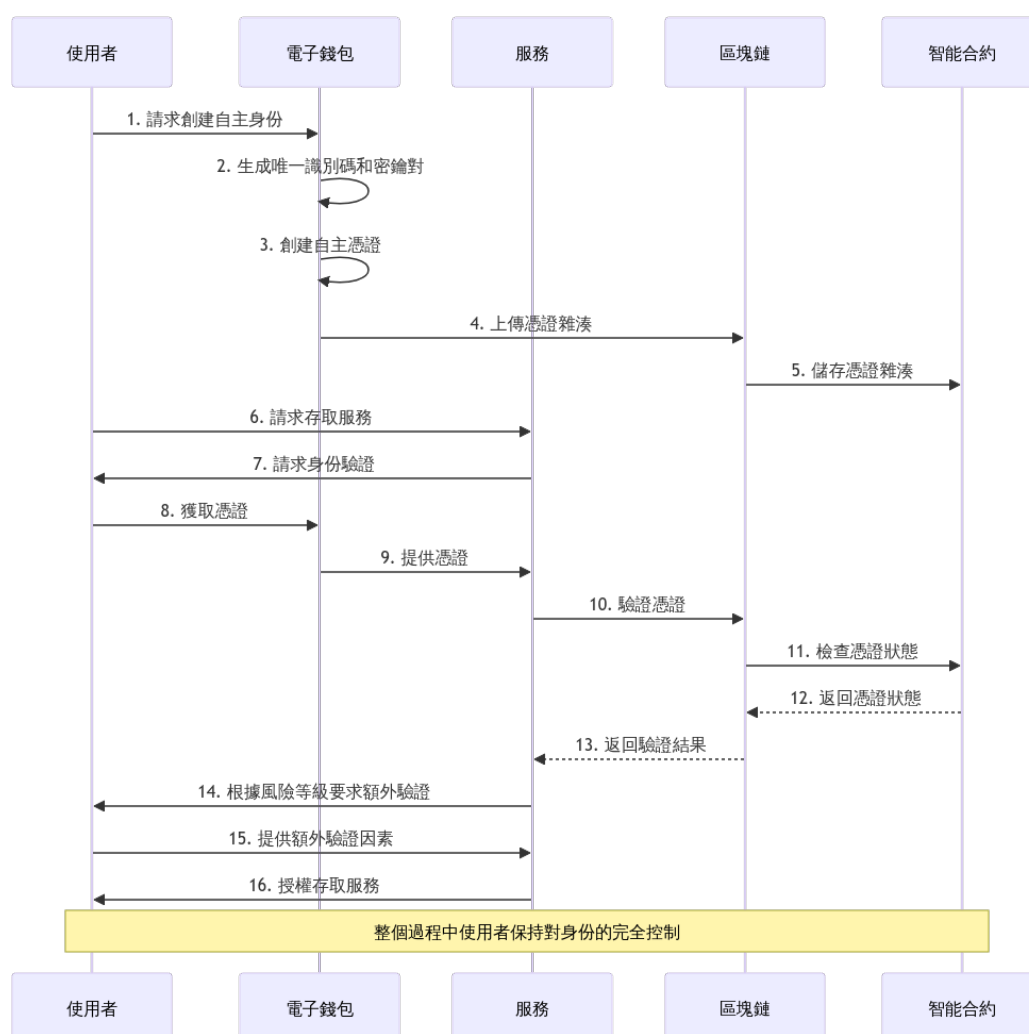 使用者
電子錢包
服務
區塊鏈
智能合約
1. 請求創建自主身份
2. 生成唯一識別碼和密鑰對
3. 創建自主憑證
4. 上傳憑證雜湊
5. 儲存憑證雜湊
6. 請求存取服務
7. 請求身份驗證
8. 獲取憑證
9. 提供憑證
10. 驗證憑證
11. 檢查憑證狀態
12. 返回憑證狀態
13. 返回驗證結果
14. 根據風險等級要求額外驗證
15. 提供額外驗證因素
16. 授權存取服務
整個過程中使用者保持對身份的完全控制
使用者
電子錢包
服務
區塊鏈
智能合約